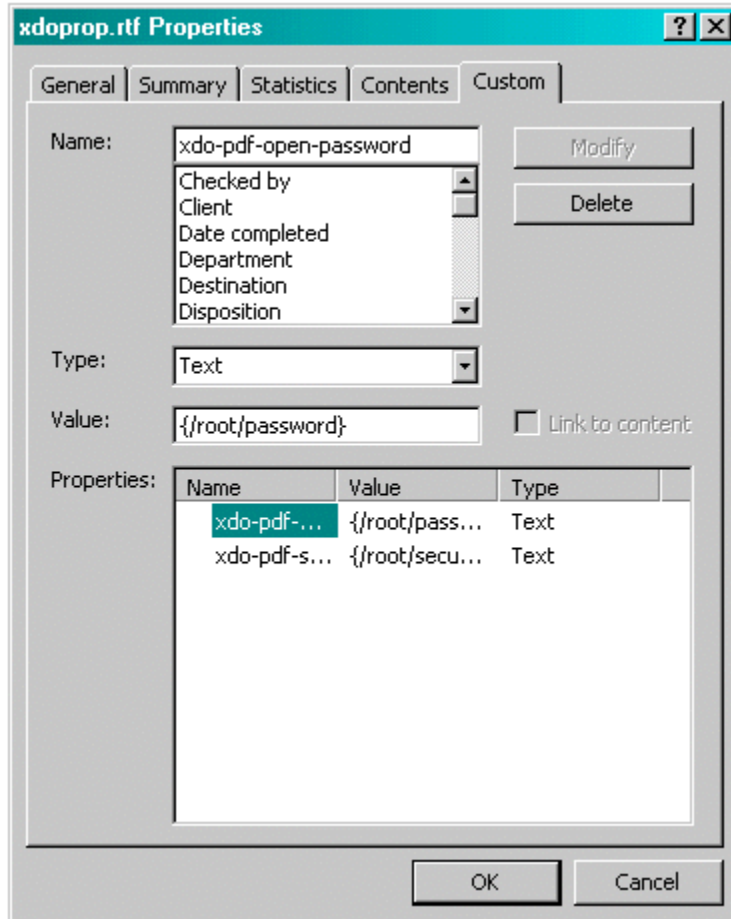 xdoprop.rtf Properties
General Summary Statistics Contents Custom
Name: xdo-pdf-open-password Modify
Checked by
Client
Delete
Date completed
Department
Destination
Disposition
Type: Text
Value: {/root/password} Link to content
Properties: Name Value Type
xdo-pdf-... {/root/pass... Text
xdo-pdf-s... {/root/secu... Text
OK Cancel